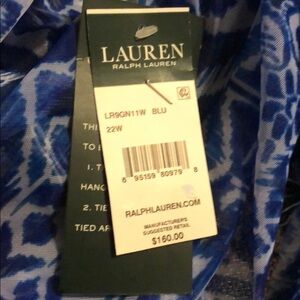 LAUREN
RALPH LAUREN
LR9GN11W BLU
22W
6 95159 80979 8
RALPHLAUREN.COM
MANUFACTURER'S
SUGGESTED RETAIL
$160.00
TO
1. T
HANG
2. TIE
TIED AR